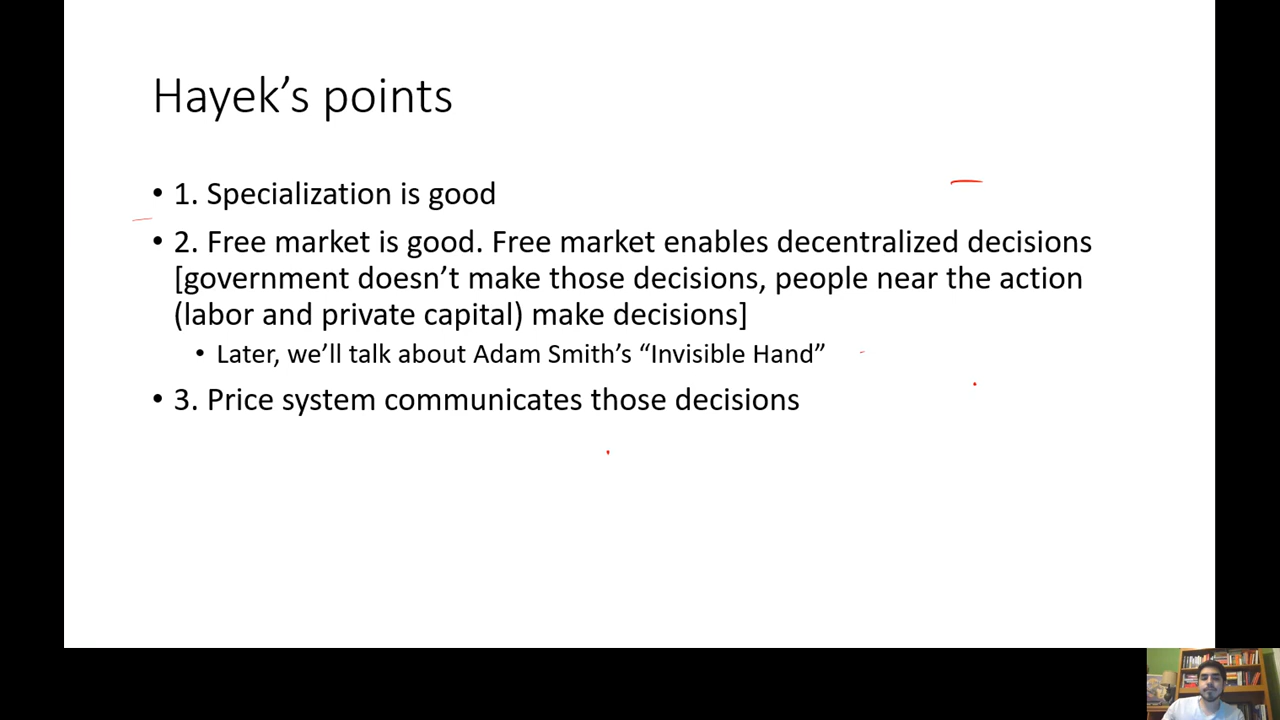 Hayek’s points
• 1. Specialization is good
• 2. Free market is good. Free market enables decentralized decisions
[government doesn’t make those decisions, people near the action
(labor and private capital) make decisions]
• Later, we’ll talk about Adam Smith’s “Invisible Hand”
• 3. Price system communicates those decisions